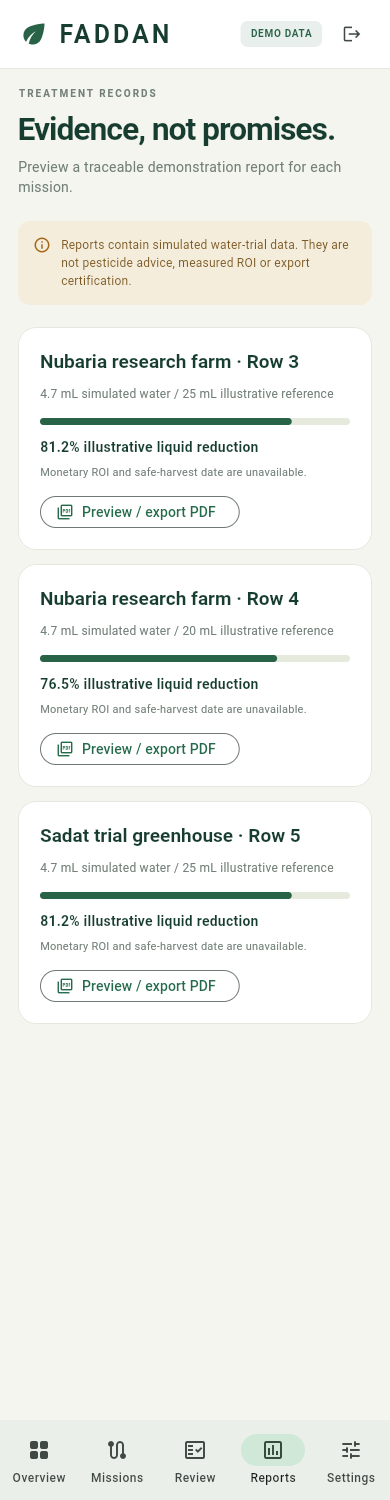 FADDAN
DEMO DATA
TREATMENT RECORDS
Evidence, not promises.
Preview a traceable demonstration report for each
mission.
Reports contain simulated water-trial data. They are
not pesticide advice, measured ROI or export
certification.
Nubaria research farm · Row 3
4.7 mL simulated water / 25 mL illustrative reference
81.2% illustrative liquid reduction
Monetary ROI and safe-harvest date are unavailable.
Preview / export PDF
Nubaria research farm · Row 4
4.7 mL simulated water / 20 mL illustrative reference
76.5% illustrative liquid reduction
Monetary ROI and safe-harvest date are unavailable.
Preview / export PDF
Sadat trial greenhouse · Row 5
4.7 mL simulated water / 25 mL illustrative reference
81.2% illustrative liquid reduction
Monetary ROI and safe-harvest date are unavailable.
Preview / export PDF
Overview Missions Review Reports Settings